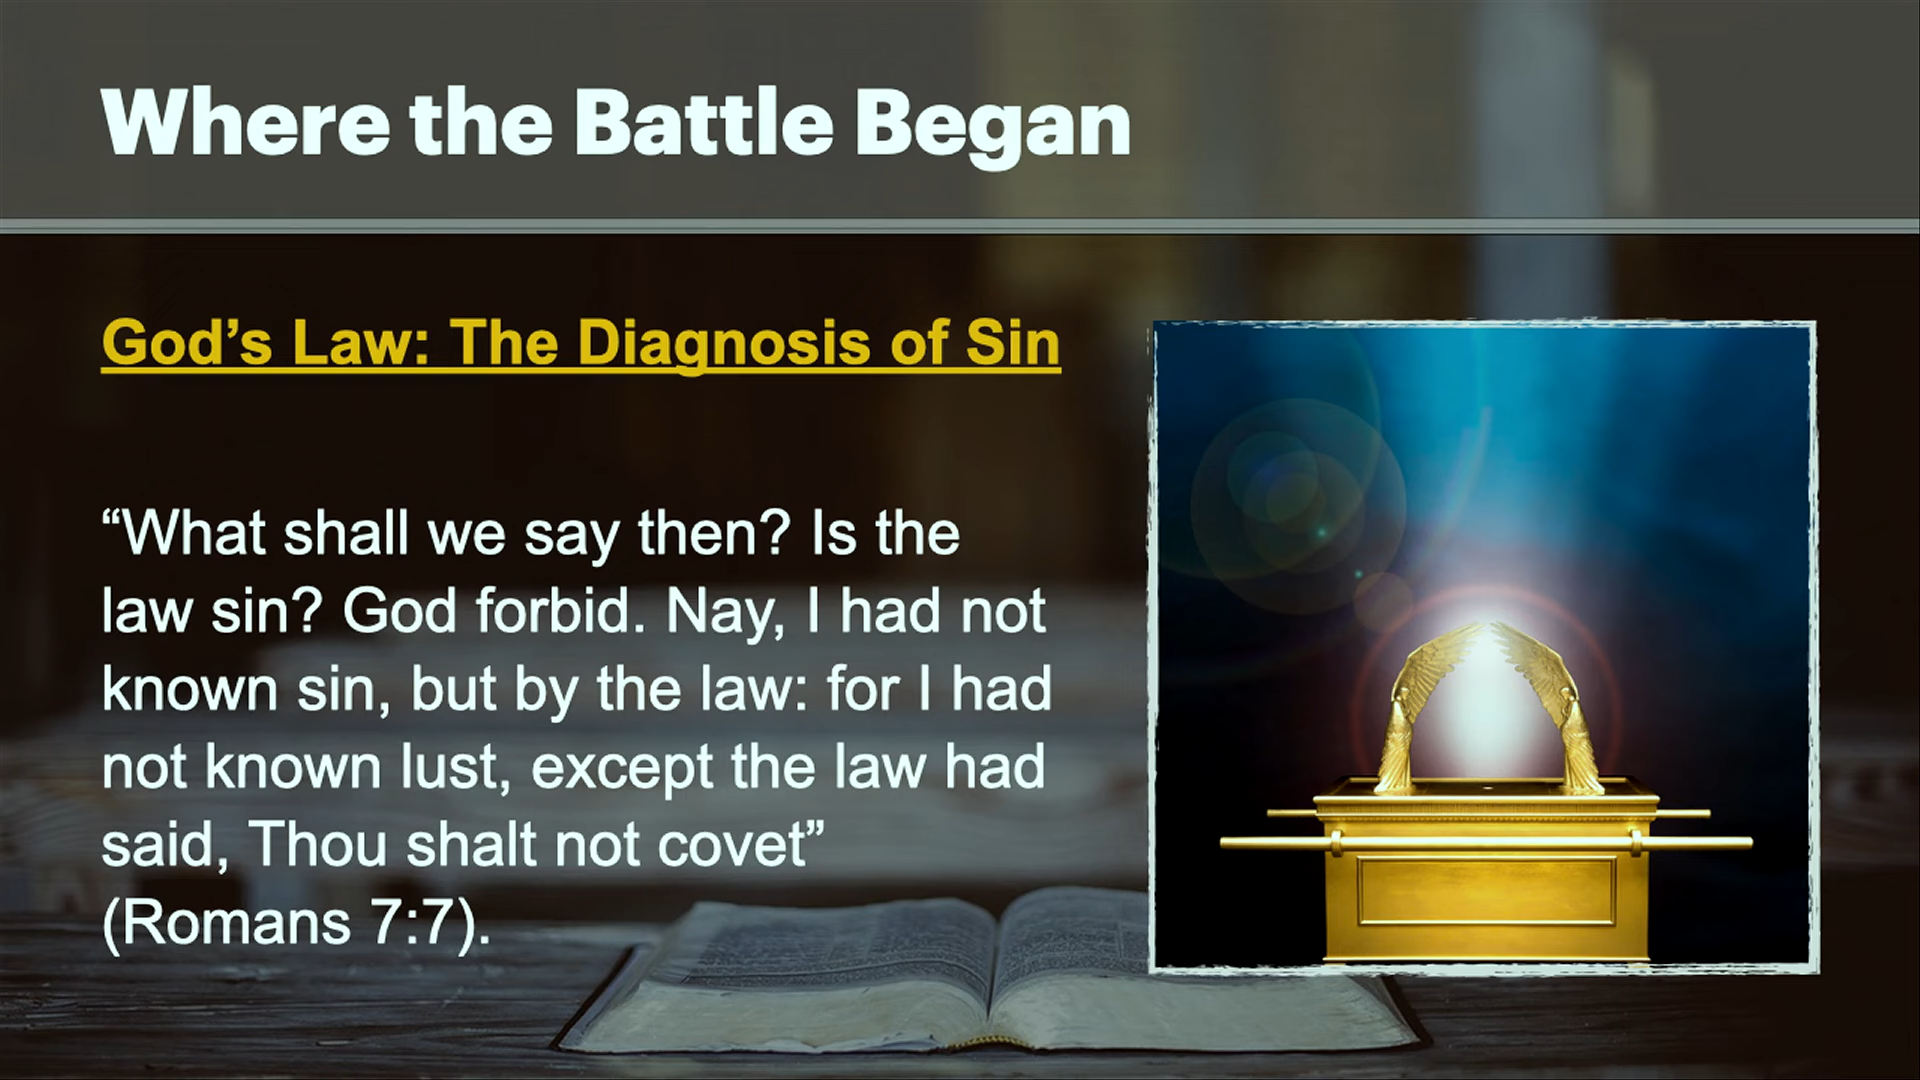 Where the Battle Began
God’s Law: The Diagnosis of Sin
“What shall we say then? Is the
law sin? God forbid. Nay, I had not
known sin, but by the law: for I had
not known lust, except the law had
said, Thou shalt not covet”
(Romans 7:7).